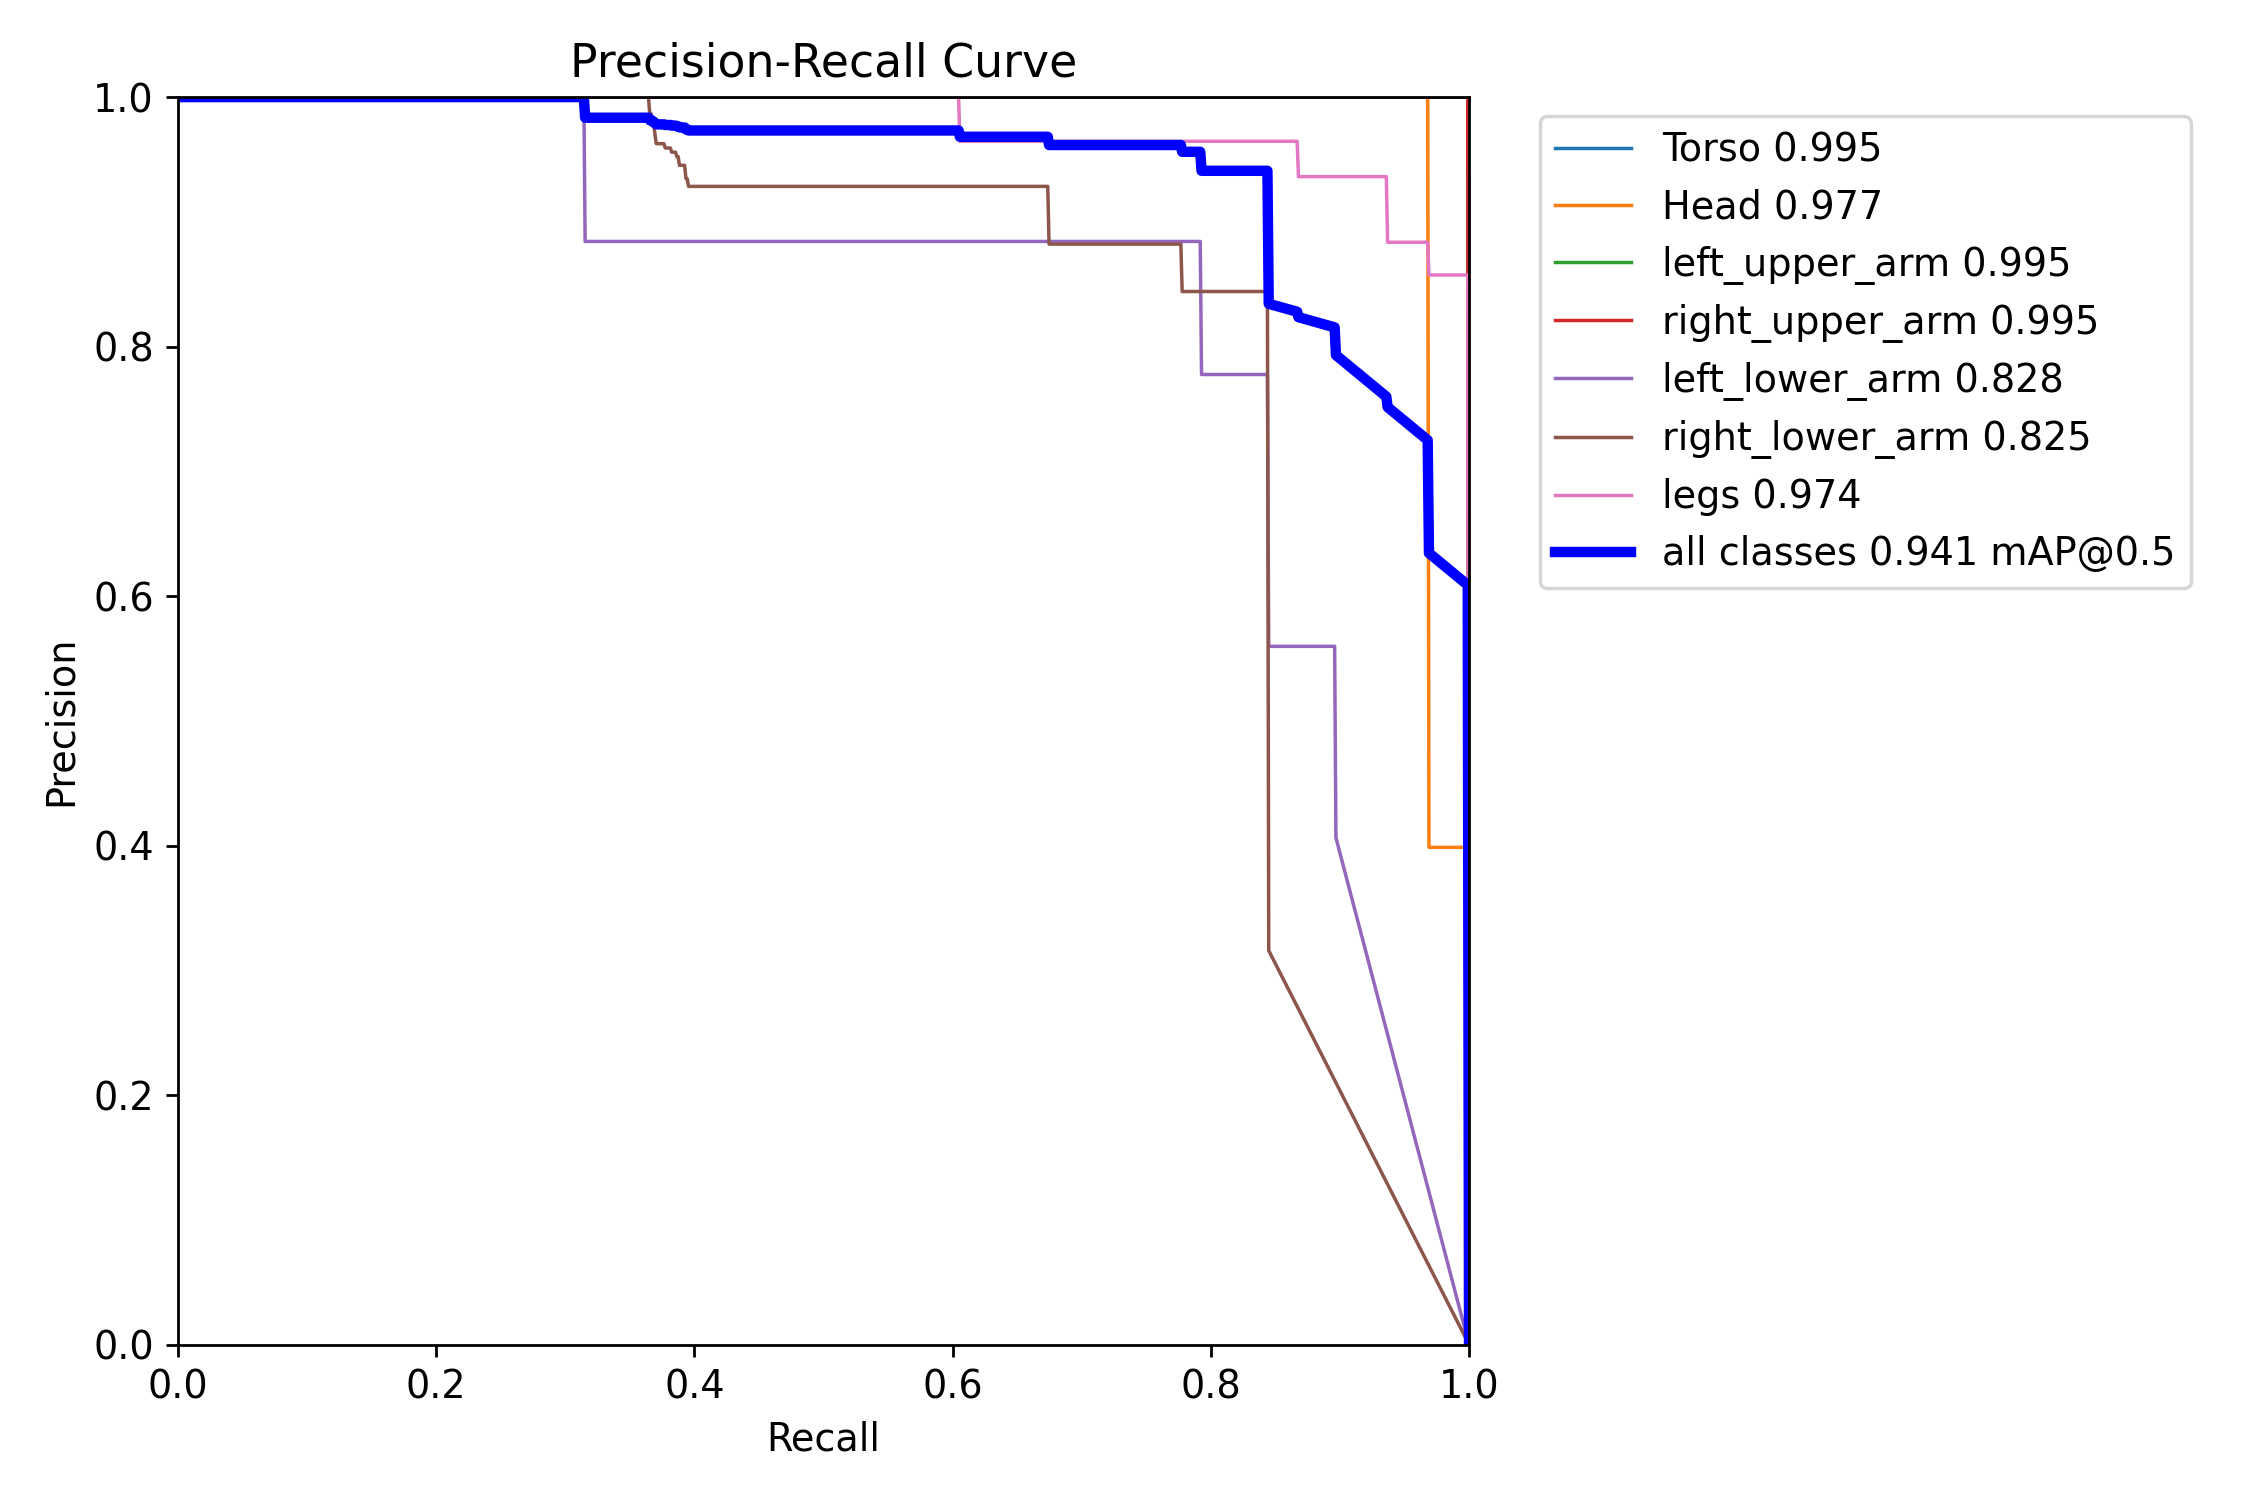 Precision-Recall Curve
1.0
0.8
0.6
0.4
0.2
0.0
Precision
0.0 0.2 0.4 0.6 0.8 1.0
Recall
Torso 0.995
Head 0.977
left_upper_arm 0.995
right_upper_arm 0.995
left_lower_arm 0.828
right_lower_arm 0.825
legs 0.974
all classes 0.941 mAP@0.5